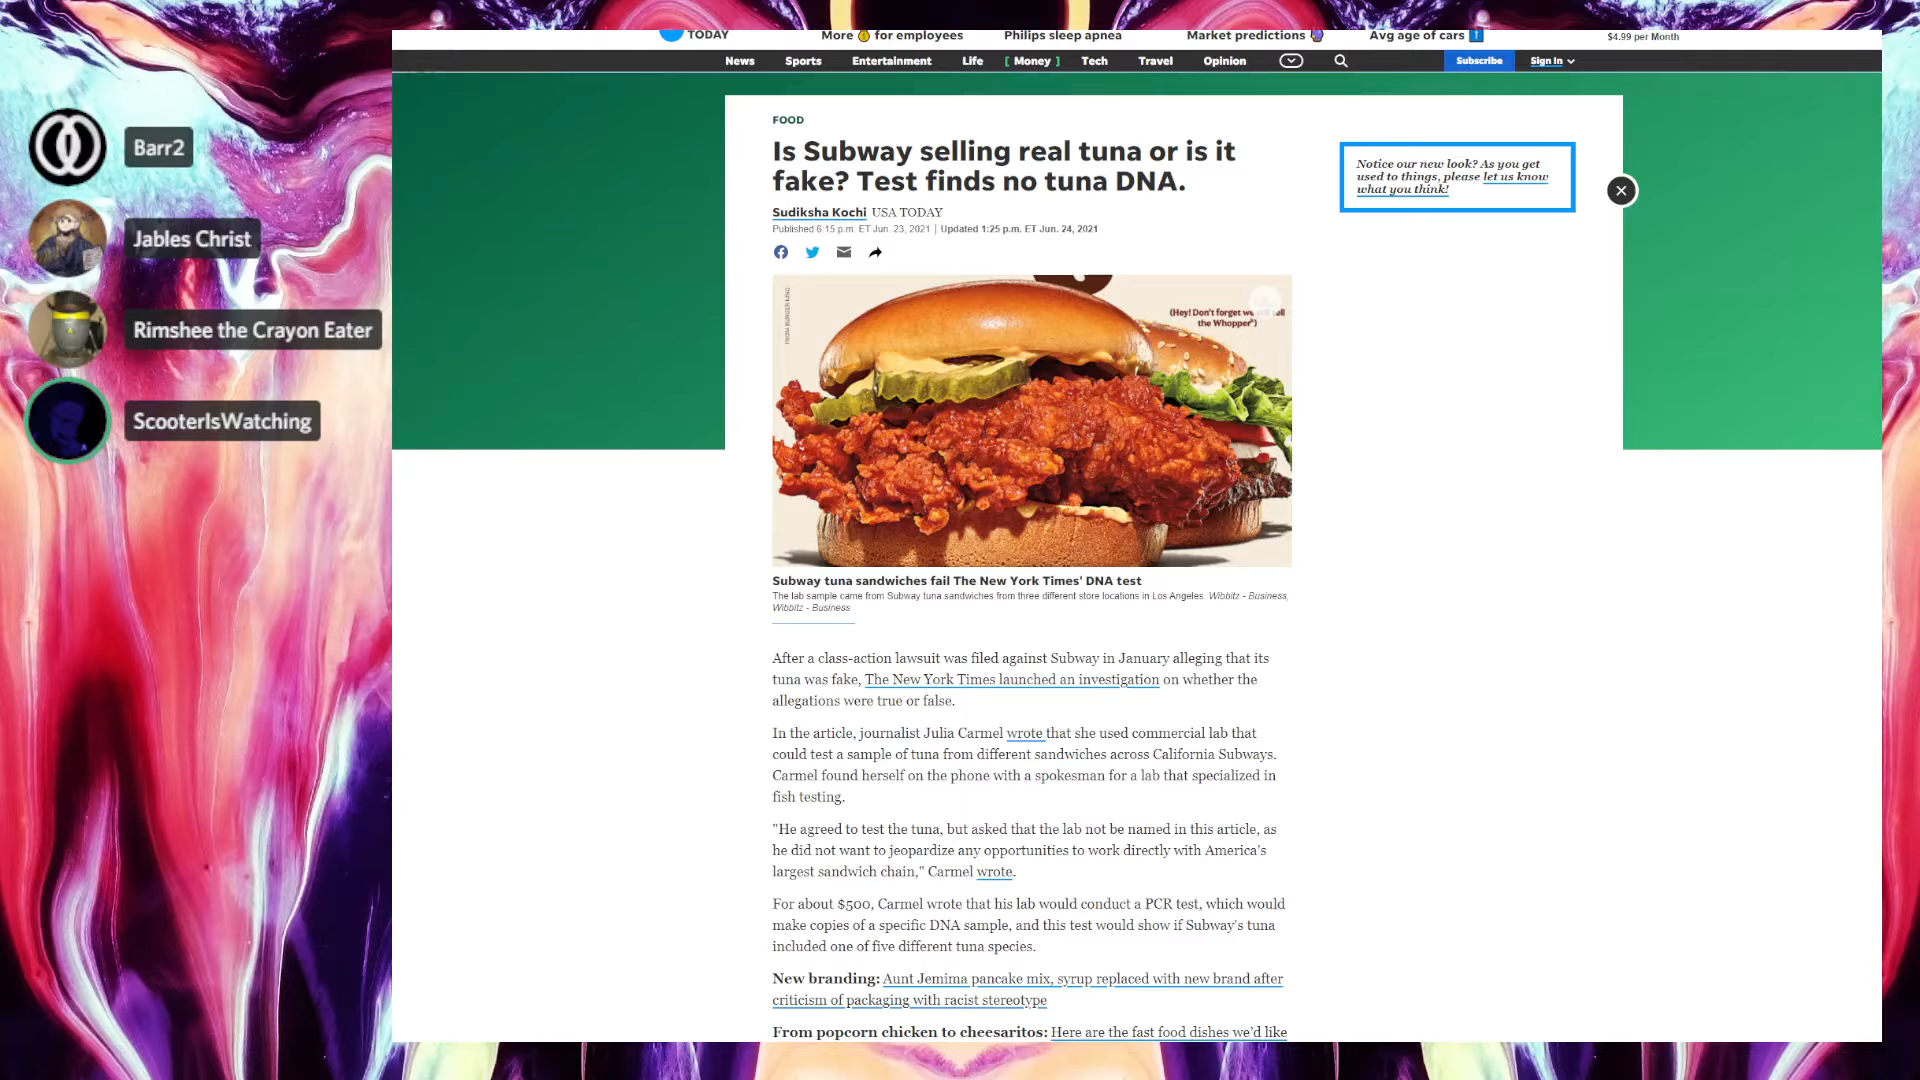 TODAY
More for employees
Philips sleep apnea
Market predictions
Avg age of cars
$4.99 per Month
News
Sports
Entertainment
Life
[ Money ]
Tech
Travel
Opinion
Subscribe
Sign In
Barr2
Jables Christ
Rimshee the Crayon Eater
ScooterIsWatching
FOOD
Is Subway selling real tuna or is it
fake? Test finds no tuna DNA.
Sudiksha Kochi USA TODAY
Published 6:15 p.m. ET Jun. 23, 2021 | Updated 1:25 p.m. ET Jun. 24, 2021
Notice our new look? As you get
used to things, please let us know
what you think!
FROM BURGER KING
(Hey! Don't forget we sell
the Whopper")
Subway tuna sandwiches fail The New York Times' DNA test
The lab sample came from Subway tuna sandwiches from three different store locations in Los Angeles. Wibbitz - Business,
Wibbitz - Business
After a class-action lawsuit was filed against Subway in January alleging that its
tuna was fake, The New York Times launched an investigation on whether the
allegations were true or false.
In the article, journalist Julia Carmel wrote that she used commercial lab that
could test a sample of tuna from different sandwiches across California Subways.
Carmel found herself on the phone with a spokesman for a lab that specialized in
fish testing.
"He agreed to test the tuna, but asked that the lab not be named in this article, as
he did not want to jeopardize any opportunities to work directly with America's
largest sandwich chain," Carmel wrote.
For about $500, Carmel wrote that his lab would conduct a PCR test, which would
make copies of a specific DNA sample, and this test would show if Subway's tuna
included one of five different tuna species.
New branding: Aunt Jemima pancake mix, syrup replaced with new brand after
criticism of packaging with racist stereotype
From popcorn chicken to cheesaritos: Here are the fast food dishes we'd like